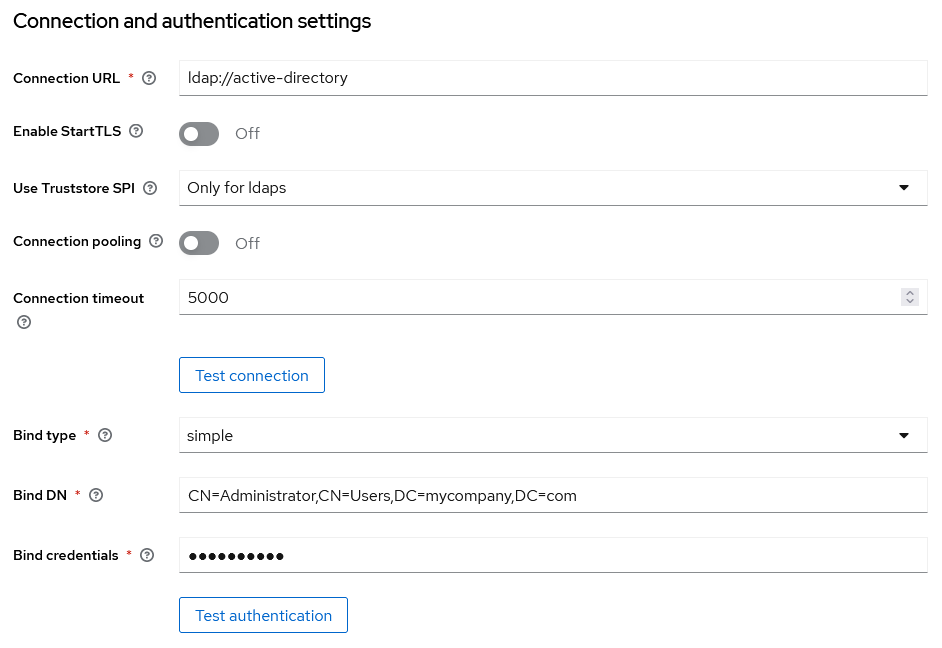 Connection and authentication settings
Connection URL * ldap://active-directory
Enable StartTLS Off
Use Truststore SPI Only for ldaps
Connection pooling Off
Connection timeout 5000
Test connection
Bind type * simple
Bind DN * CN=Administrator,CN=Users,DC=mycompany,DC=com
Bind credentials * ●●●●●●●●●●
Test authentication